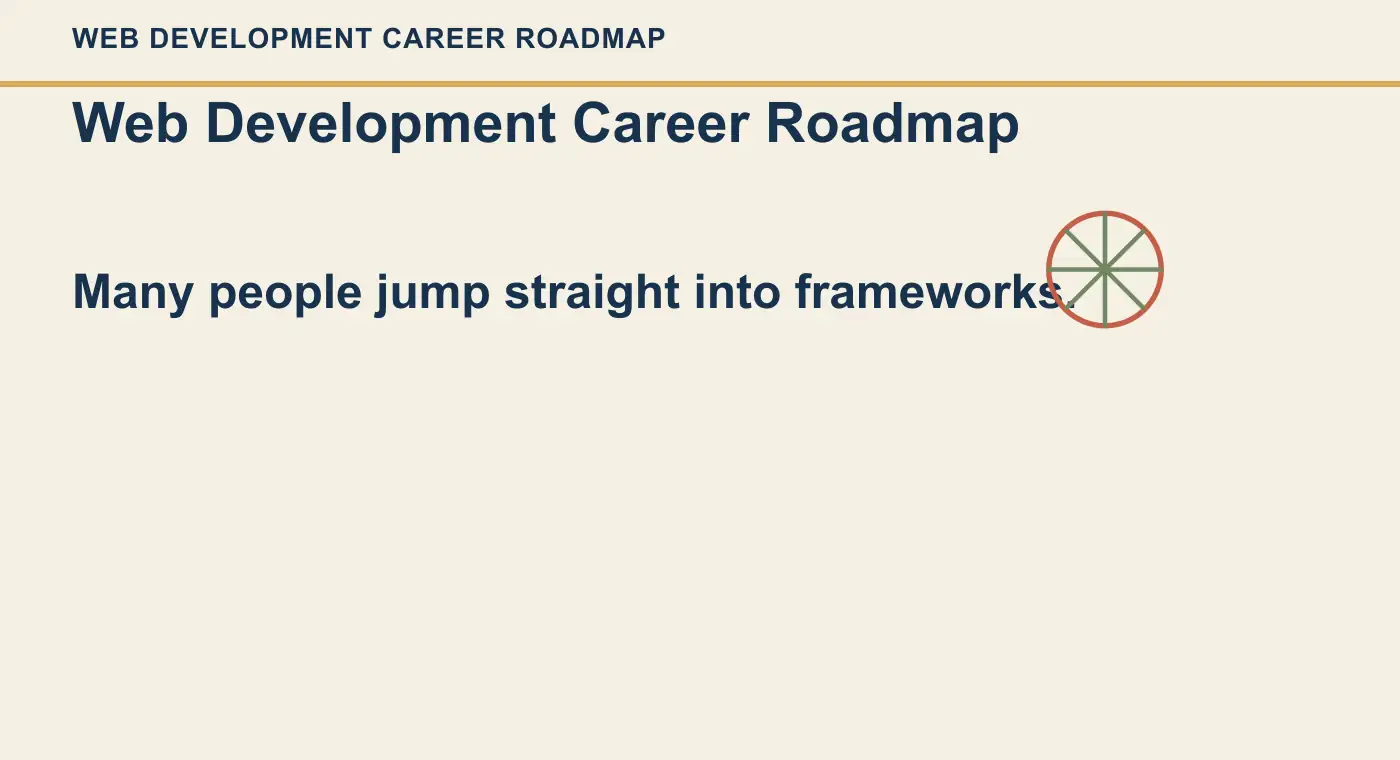 WEB DEVELOPMENT CAREER ROADMAP
Web Development Career Roadmap
Many people jump straight into frameworks.